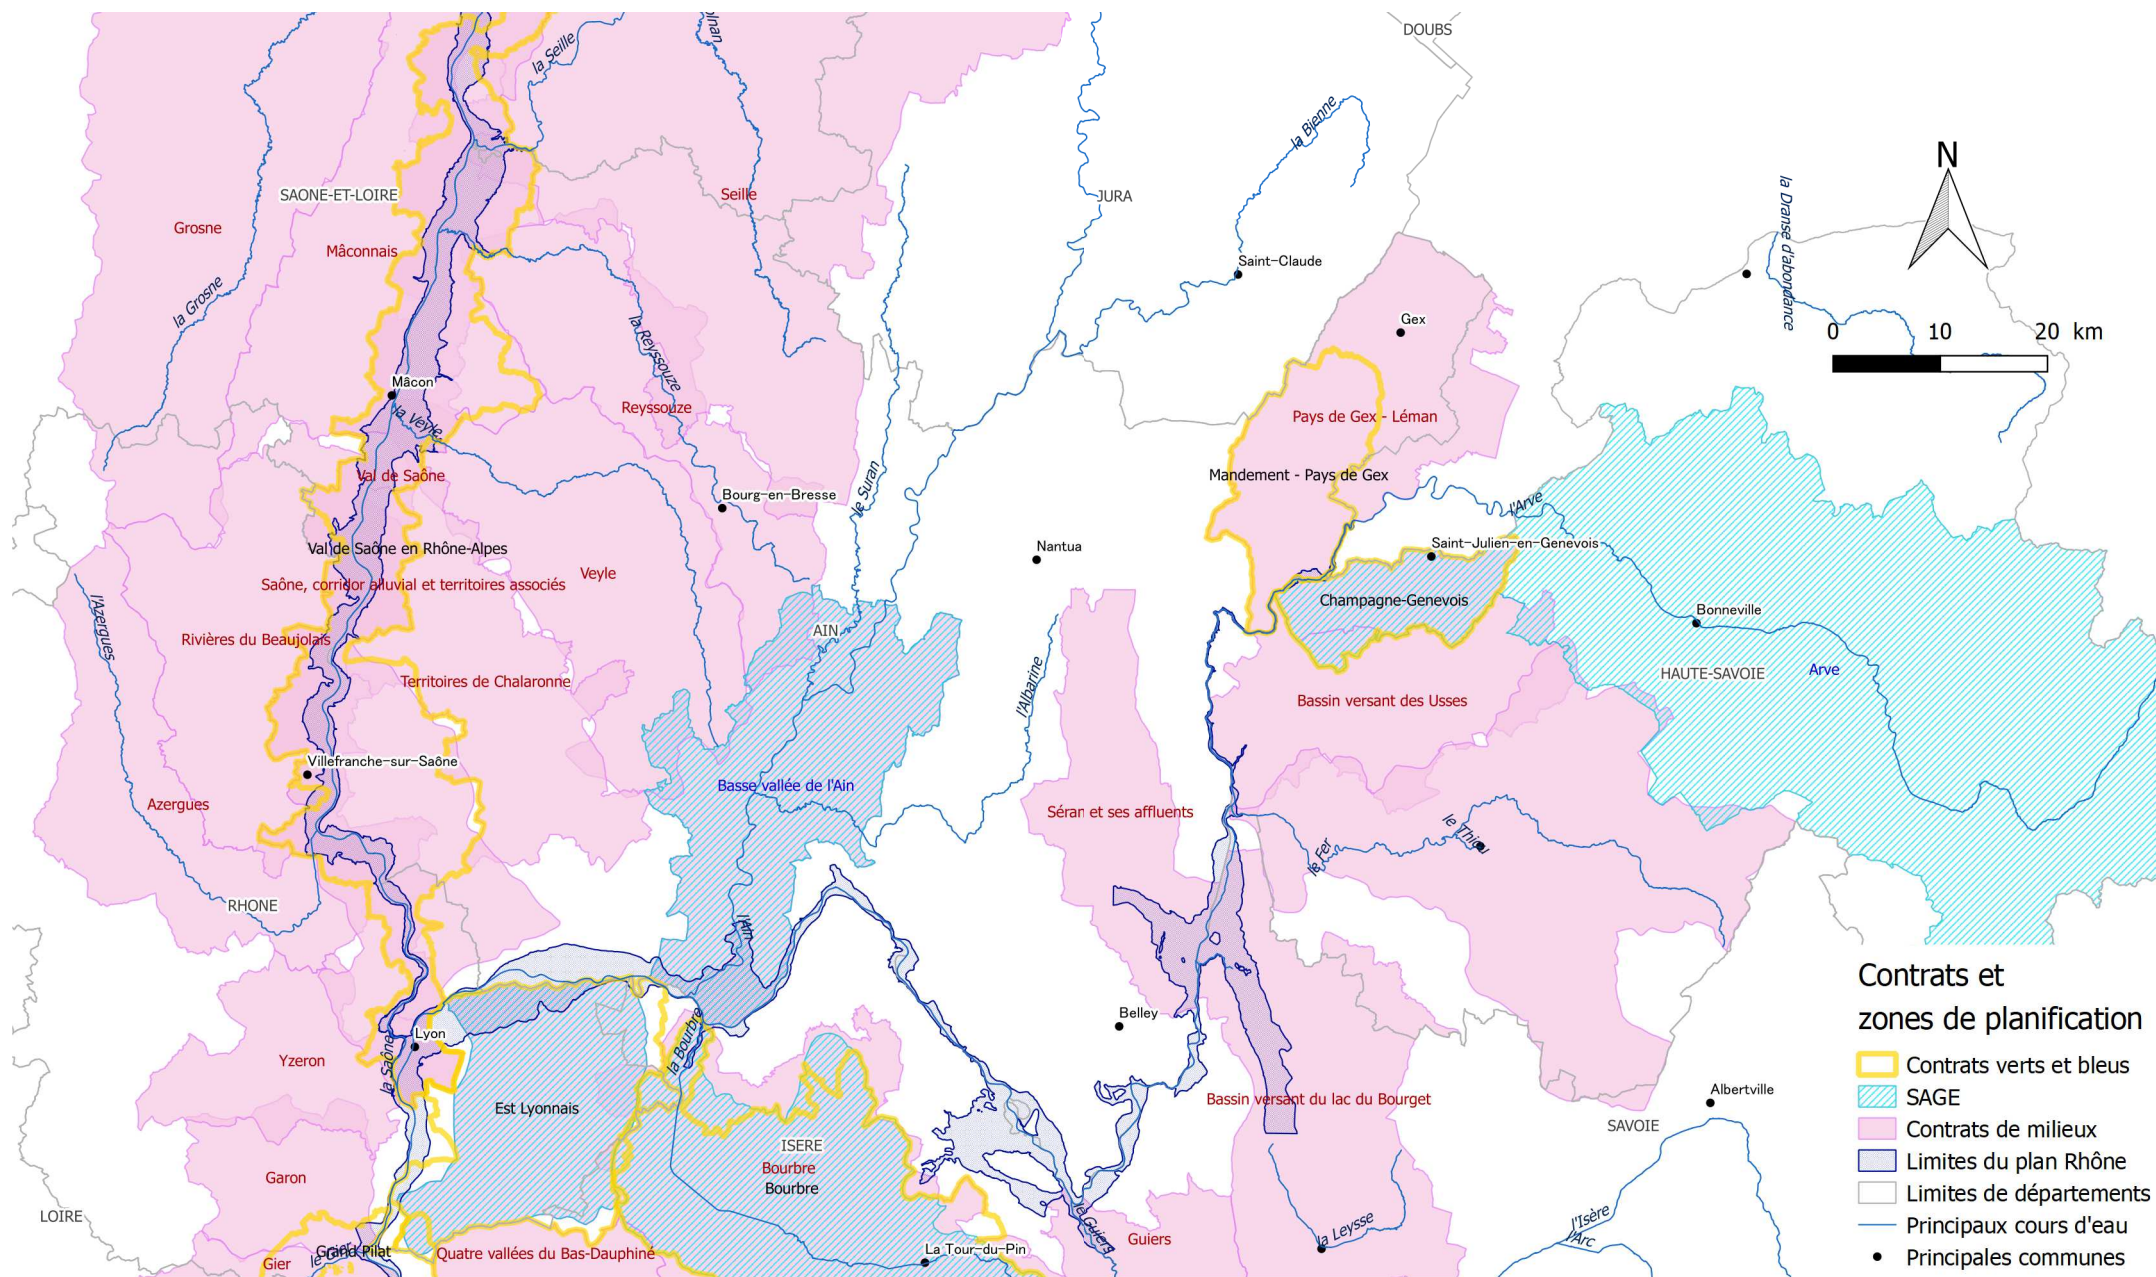 DOUBS
la Seille
olnan
la Bienne
N
SAONE-ET-LOIRE
Seille
JURA
la Dranse d'abondance
Grosne
Mâconnais
Saint-Claude
la Grosne
Gex
0 10 20 km
la Reyssouze
Mâcon
Reyssouze
Pays de Gex - Léman
la Veyle
Val de Saône
Mandement - Pays de Gex
Bourg-en-Bresse
le Suran
l'Arve
Val de Saône en Rhône-Alpes
Nantua
Saint-Julien-en-Genevois
Saône, corridor alluvial et territoires associés
Veyle
Champagne-Genevois
Bonneville
l'Azergues
Rivières du Beaujolais
AIN
HAUTE-SAVOIE
Arve
Territoires de Chalaronne
l'Albarine
Bassin versant des Usses
Villefranche-sur-Saône
Basse vallée de l'Ain
Azergues
Séran et ses affluents
le Fier
le Thiou
RHONE
l'Ain
Contrats et
zones de planification
Belley
Lyon
la Bourbre
Yzeron
la Saône
Contrats verts et bleus
Albertville
SAGE
Est Lyonnais
Bassin versant du lac du Bourget
SAVOIE
Contrats de milieux
ISERE
Bourbre
Bourbre
Limites du plan Rhône
Garon
Limites de départements
LOIRE
le Guiers
Guiers
la Leysse
l'Isère
l'Arc
Principaux cours d'eau
Grand Pilat
le Gier
Gier
Quatre vallées du Bas-Dauphiné
La Tour-du-Pin
Principales communes